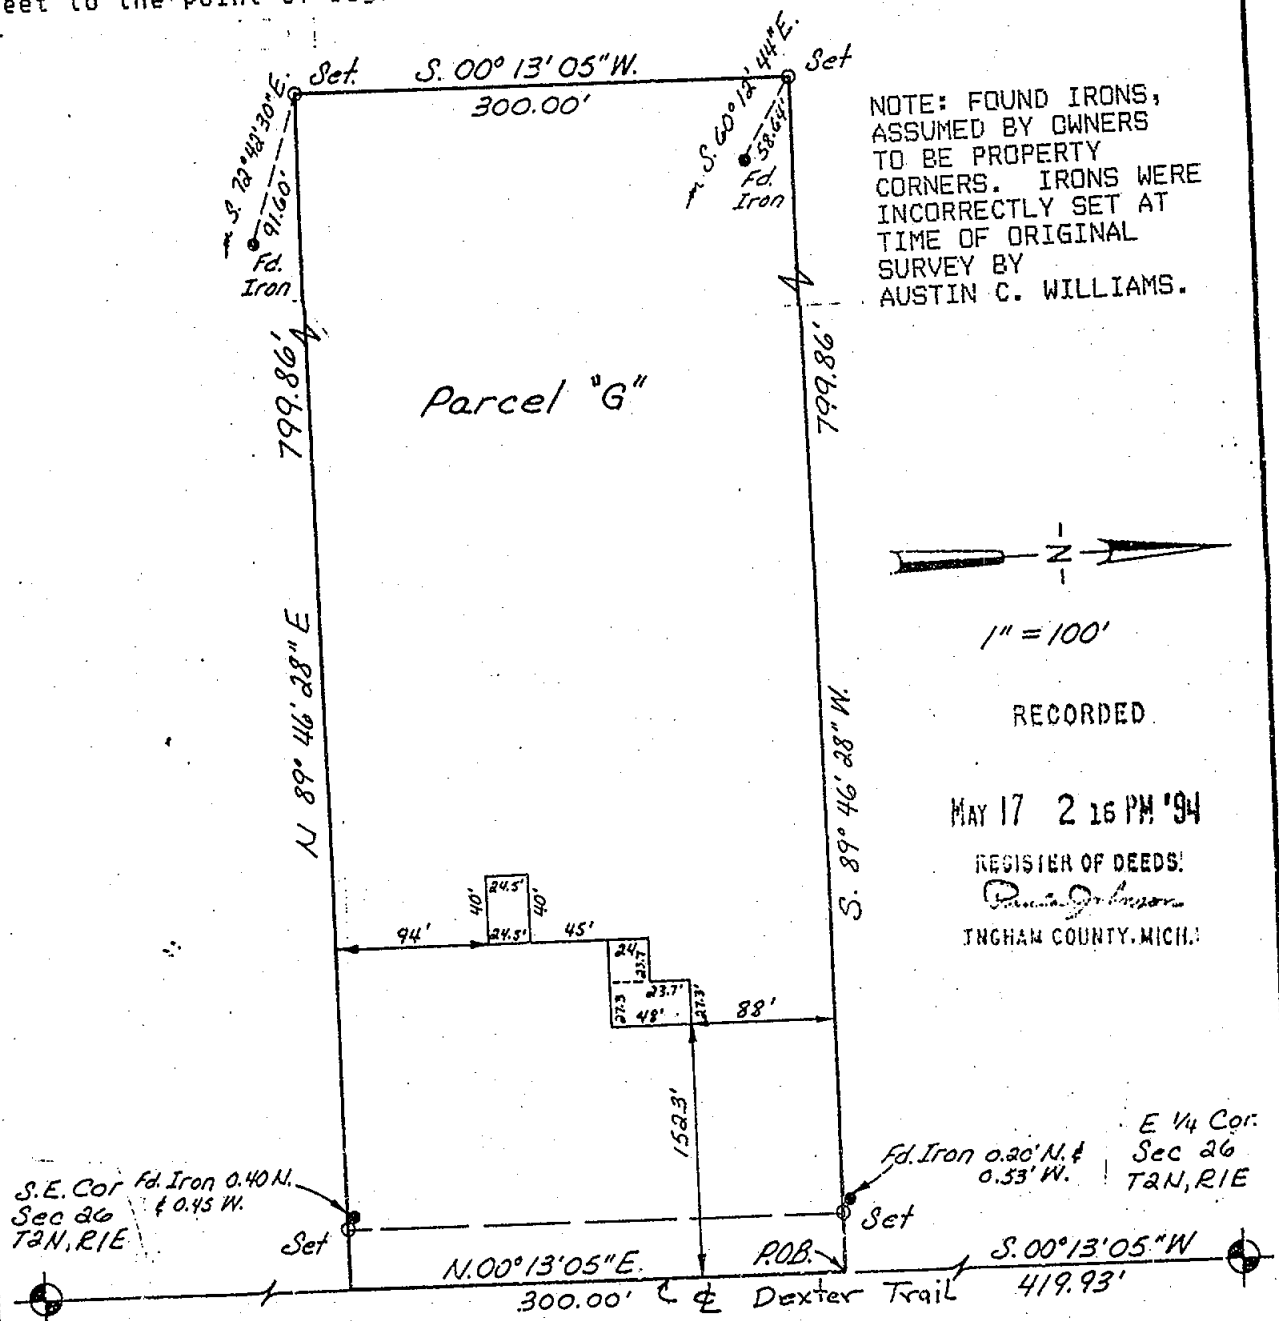 eet to the point of
Set.
S. 00° 13' 05" W.
300.00'
Set
S. 72° 42' 30" E.
91.60'
Fd.
Iron
S. 60° 12' 44" E.
58.64'
Fd.
Iron
NOTE: FOUND IRONS,
ASSUMED BY OWNERS
TO BE PROPERTY
CORNERS. IRONS WERE
INCORRECTLY SET AT
TIME OF ORIGINAL
SURVEY BY
AUSTIN C. WILLIAMS.
799.86'
799.86'
Parcel "G"
N
1" = 100'
N 89° 46' 28" E
S. 89° 46' 28" W.
RECORDED
MAY 17 2 16 PM '94
REGISTER OF DEEDS
Paula Johnson
INGHAM COUNTY, MICH.
24.5'
40'
40'
24.5'
94'
45'
24
23.7
23.7'
27.3
48'
27.3'
88'
152.3'
S.E. Cor
Sec 26
T2N, R1E
Fd. Iron 0.40 N.
& 0.45 W.
Set
Fd. Iron 0.20' N. &
0.53' W.
Set
E 1/4 Cor.
Sec 26
T2N, R1E
N. 00° 13' 05" E.
300.00'
P.O.B.
℄ Dexter Trail
S. 00° 13' 05" W
419.93'